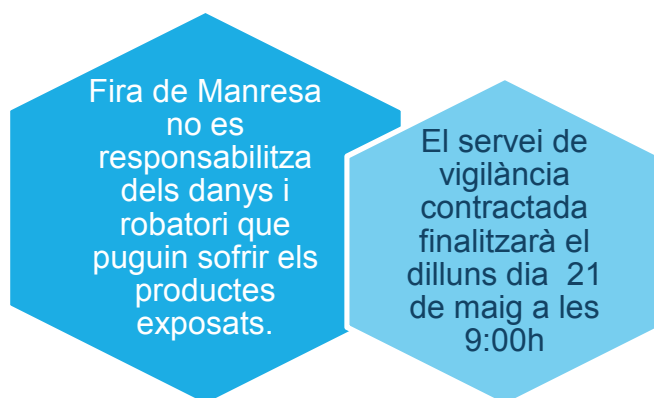 Fira de Manresa
no es
responsabilitza
dels danys i
robatori que
puguin sofrir els
productes
exposats.
El servei de
vigilància
contractada
finalitzarà el
dilluns dia  21
de maig a les
9:00h